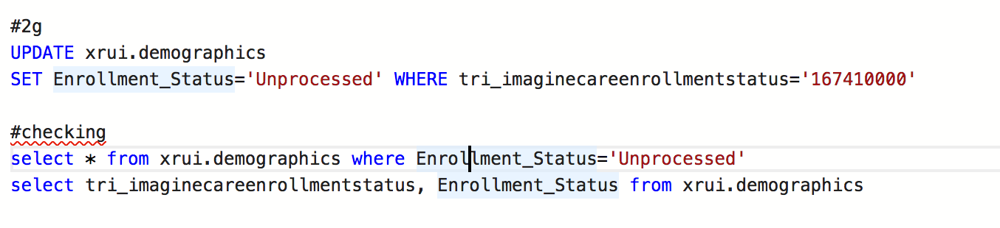 #2g
UPDATE xrui.demographics
SET Enrollment_Status='Unprocessed' WHERE tri_imaginecareenrollmentstatus='167410000'
#checking
select * from xrui.demographics where Enrollment_Status='Unprocessed'
select tri_imaginecareenrollmentstatus, Enrollment_Status from xrui.demographics